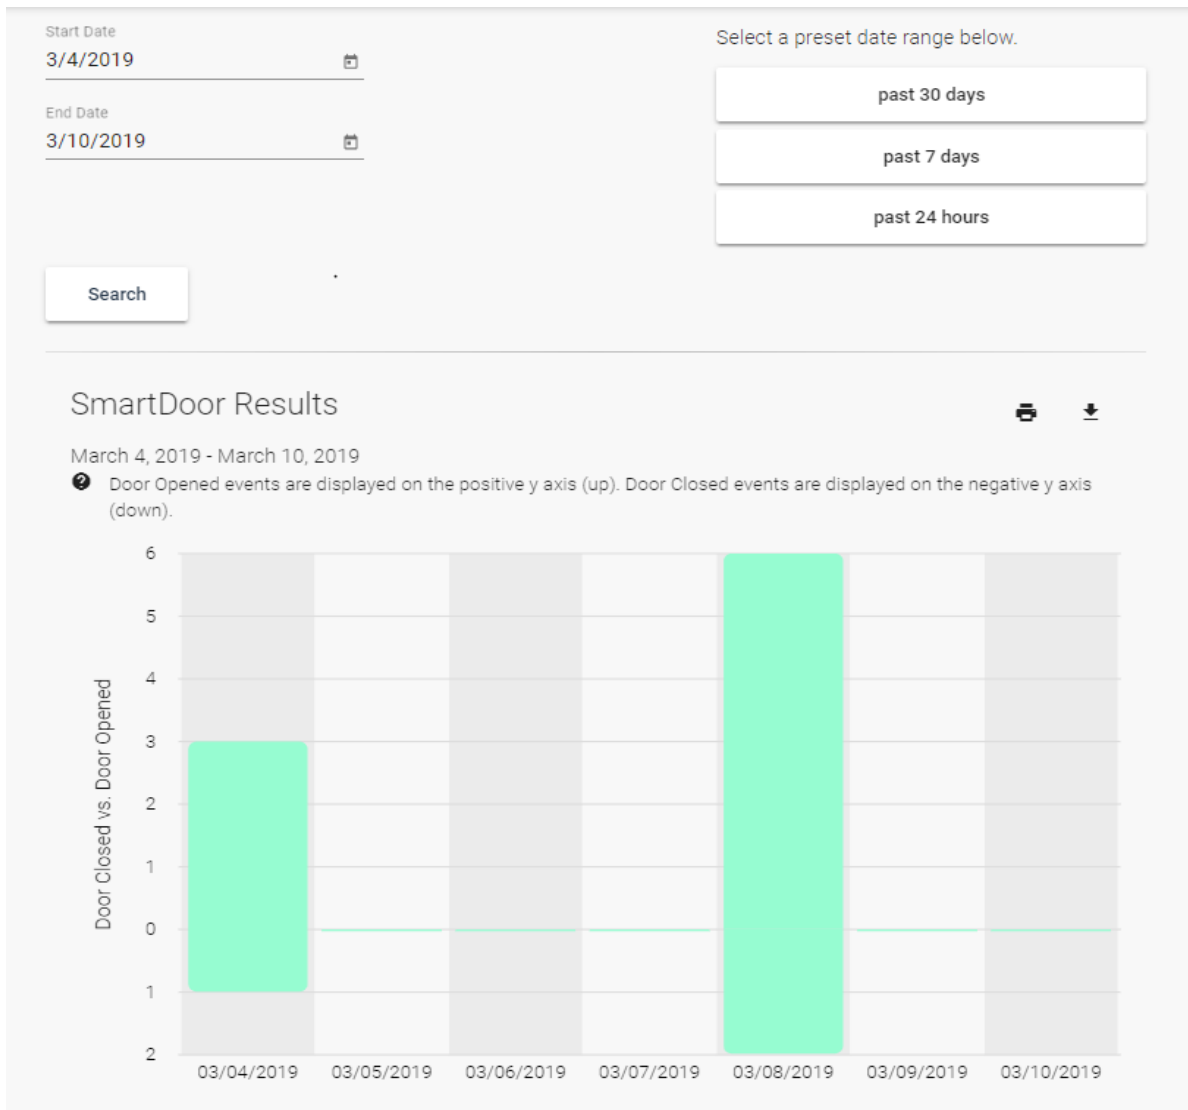 Start Date
3/4/2019
End Date
3/10/2019
Select a preset date range below.
past 30 days
past 7 days
past 24 hours
Search
SmartDoor Results
March 4, 2019 - March 10, 2019
Door Opened events are displayed on the positive y axis (up). Door Closed events are displayed on the negative y axis
(down).
Door Closed vs. Door Opened
6
5
4
3
2
1
0
1
2
03/04/2019 03/05/2019 03/06/2019 03/07/2019 03/08/2019 03/09/2019 03/10/2019